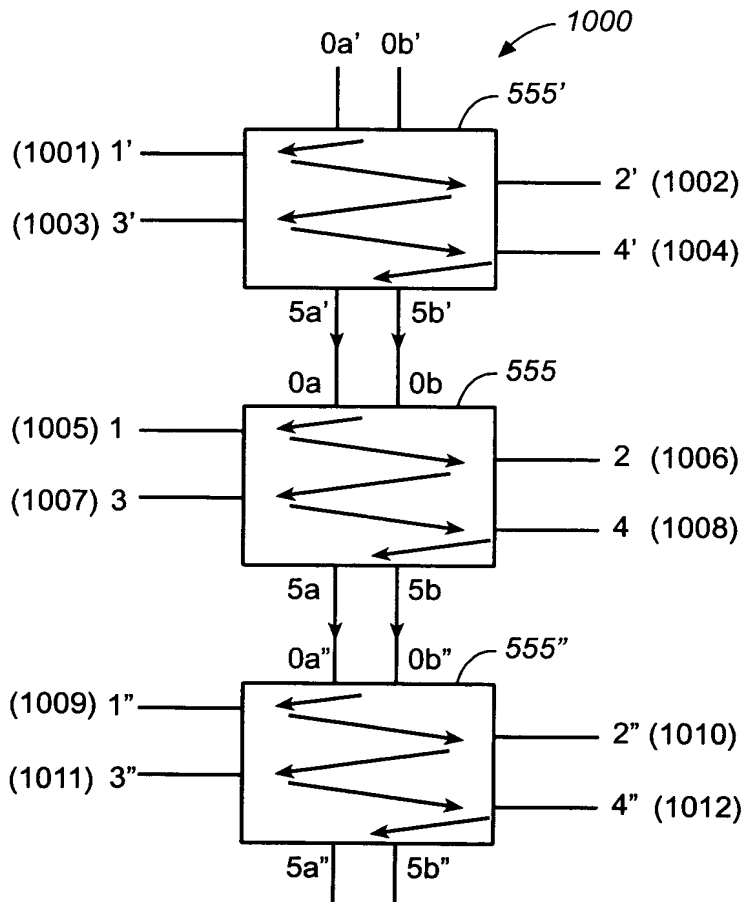 1000
0a' 0b'
555'
(1001) 1'
2' (1002)
(1003) 3'
4' (1004)
5a' 5b'
0a 0b
555
(1005) 1
2 (1006)
(1007) 3
4 (1008)
5a 5b
0a" 0b"
555"
(1009) 1"
2" (1010)
(1011) 3"
4" (1012)
5a" 5b"